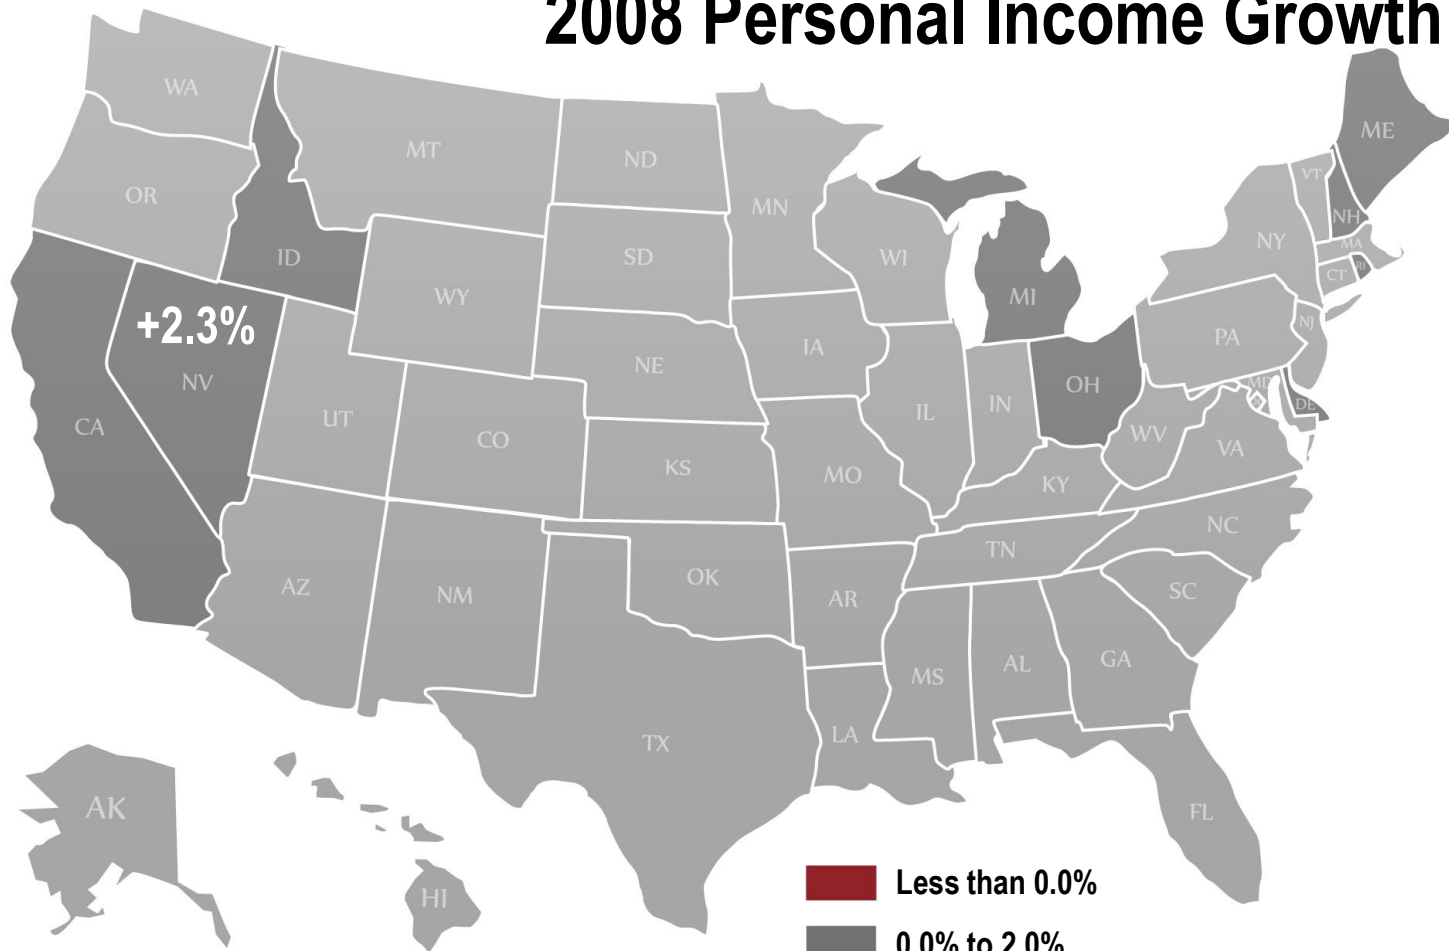 2008 Personal Income Growth
WA
ME
MT
ND
VT
OR
MN
NH
NY
MA
ID
SD
WI
CT
RI
WY
MI
+2.3%
NJ
PA
IA
NE
NV
OH
MD
DE
UT
CO
IL
IN
CA
WV
VA
KS
MO
KY
NC
TN
OK
AZ
NM
AR
SC
MS
AL
GA
LA
TX
AK
FL
HI
Less than 0.0%
0.0% to 2.0%